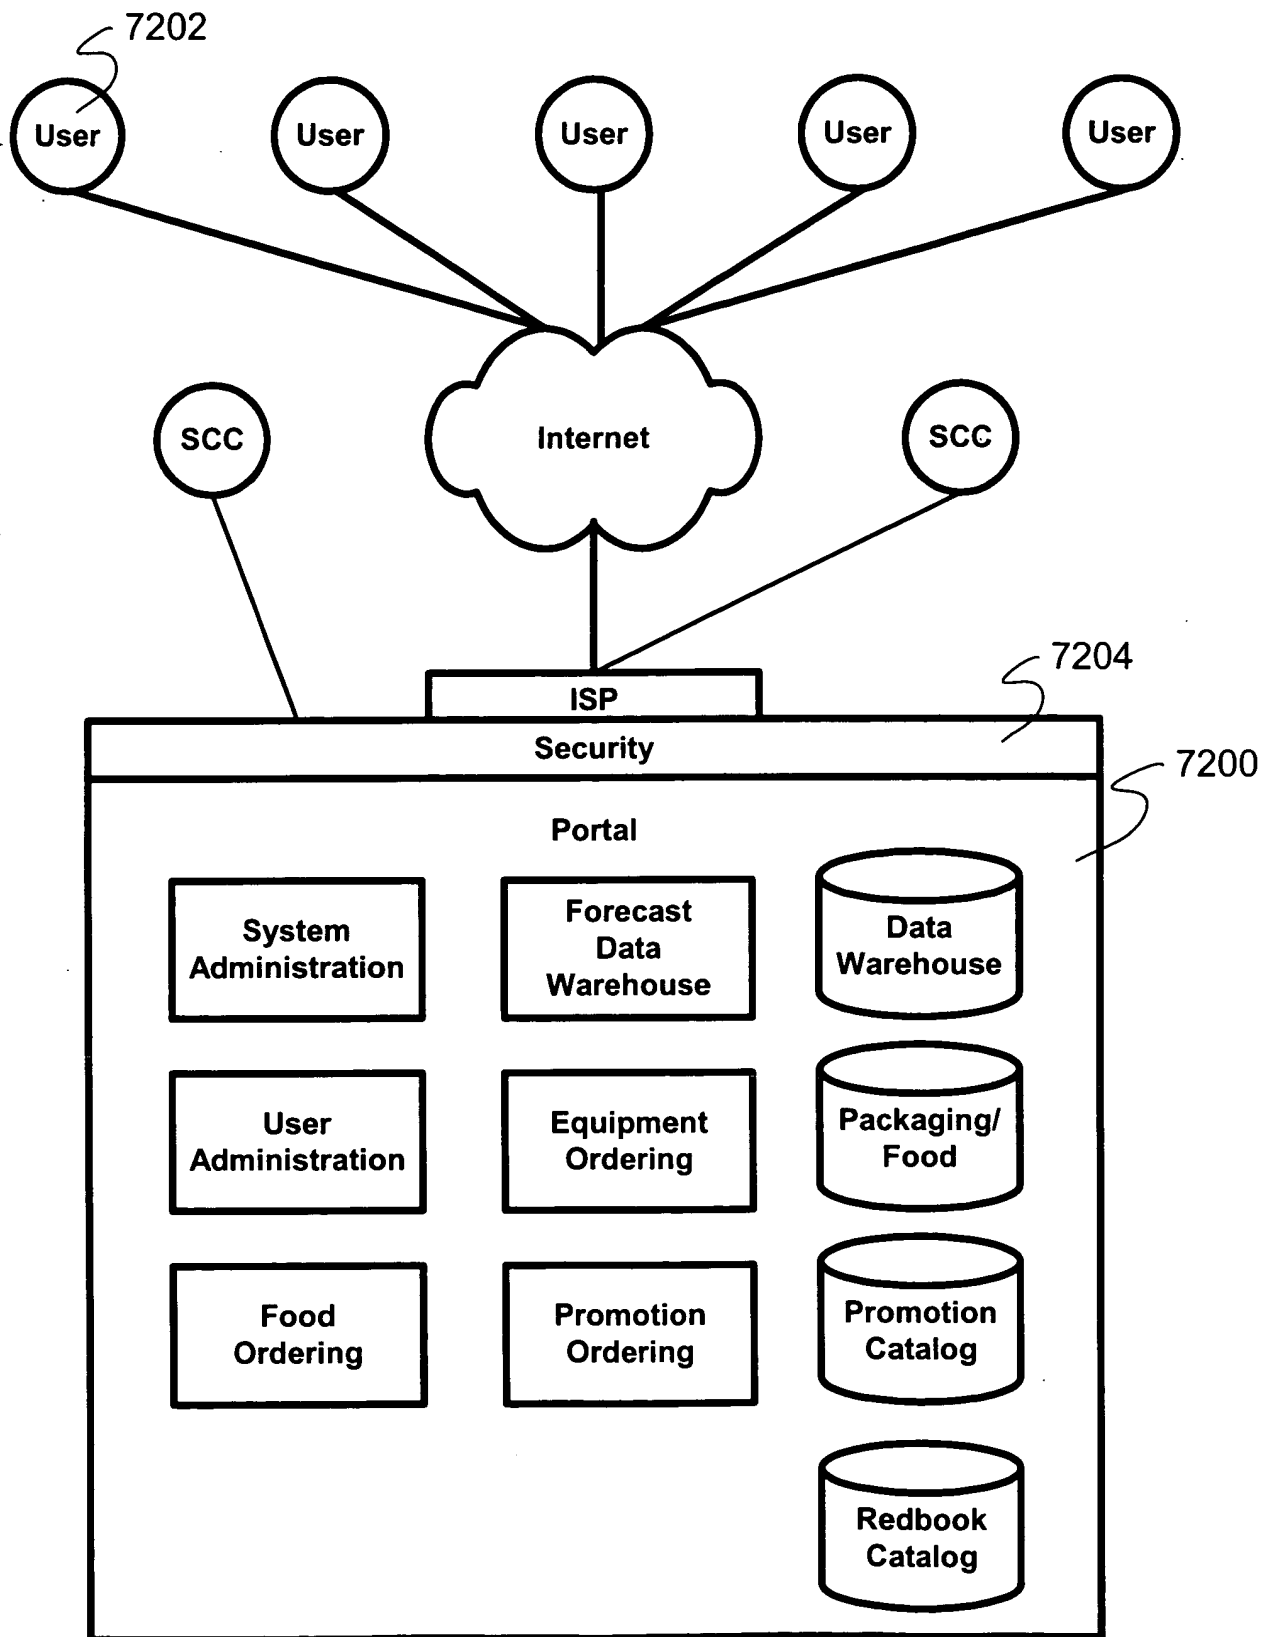 7202
User
User
User
User
User
SCC
Internet
SCC
ISP
7204
Security
7200
Portal
System
Administration
Forecast
Data
Warehouse
Data
Warehouse
User
Administration
Equipment
Ordering
Packaging/
Food
Food
Ordering
Promotion
Ordering
Promotion
Catalog
Redbook
Catalog